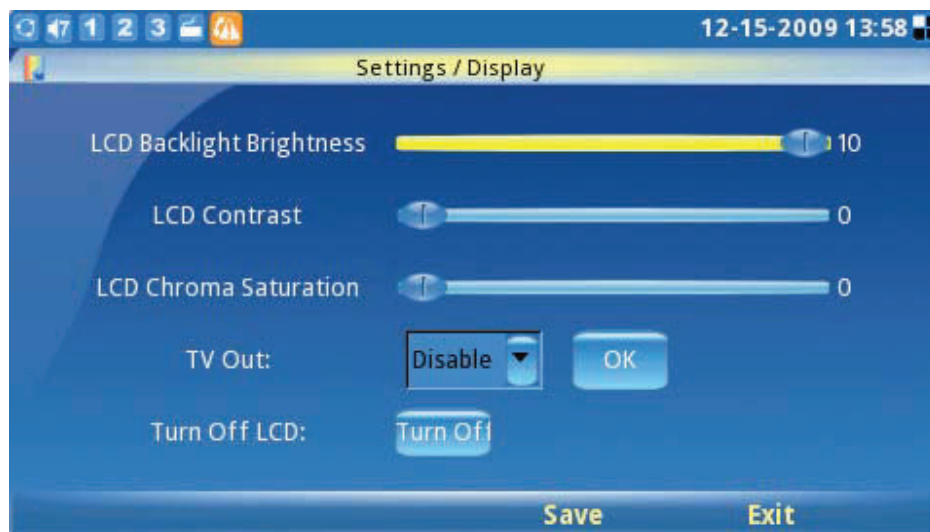 7 1 2 3 12-15-2009 13:58
Settings / Display
LCD Backlight Brightness 10
LCD Contrast 0
LCD Chroma Saturation 0
TV Out: Disable OK
Turn Off LCD: Turn Off
Save Exit